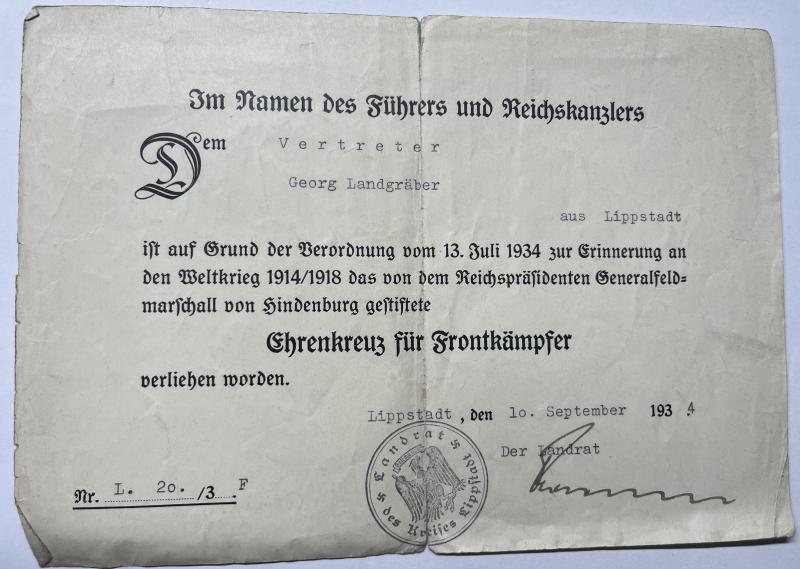 Im Namen des Führers und Reichskanzlers
Dem Vertreter
Georg Landgräber
aus Lippstadt
ist auf Grund der Verordnung vom 13. Juli 1934 zur Erinnerung an
den Weltkrieg 1914/1918 das von dem Reichspräsidenten Generalfeld=
marschall von Hindenburg gestiftete
Ehrenkreuz für Frontkämpfer
verliehen worden.
Lippstadt, den 10. September 1934
Der Landrat
Landrat
des Kreises Lippstadt
Nr. L. 20. /3 F